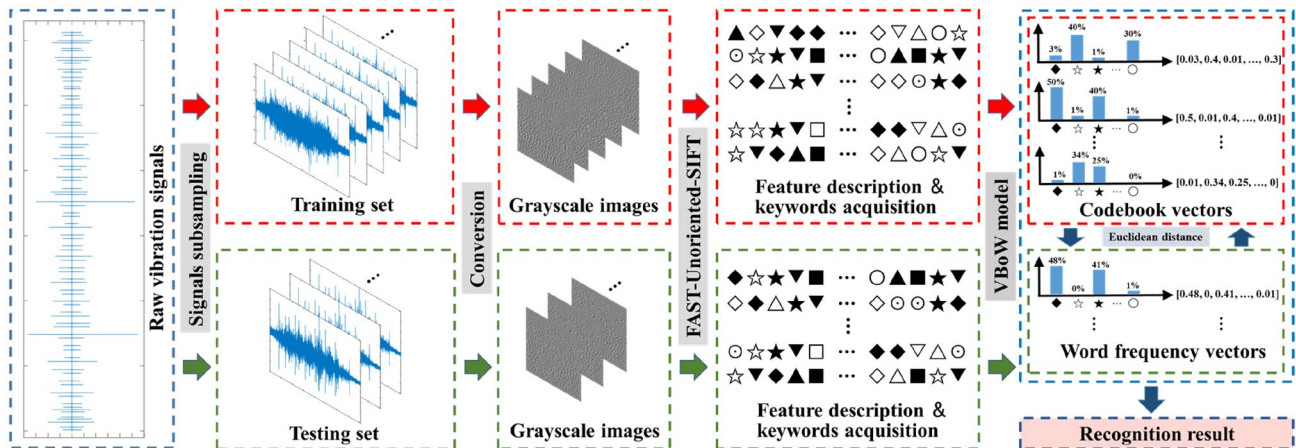 Raw vibration signals
Signals subsampling
Training set
Testing set
Conversion
Grayscale images
Grayscale images
FAST-Unoriented-SIFT
Feature description &
keywords acquisition
Feature description &
keywords acquisition
VBoW model
3% 40% 1% 30%
[0.03, 0.4, 0.01, …, 0.3]
50% 1% 40% 1%
[0.5, 0.01, 0.4, …, 0.01]
1% 34% 25% 0%
[0.01, 0.34, 0.25, …, 0]
Codebook vectors
Euclidean distance
48% 0% 41% 1%
[0.48, 0, 0.41, …, 0.01]
Word frequency vectors
Recognition result